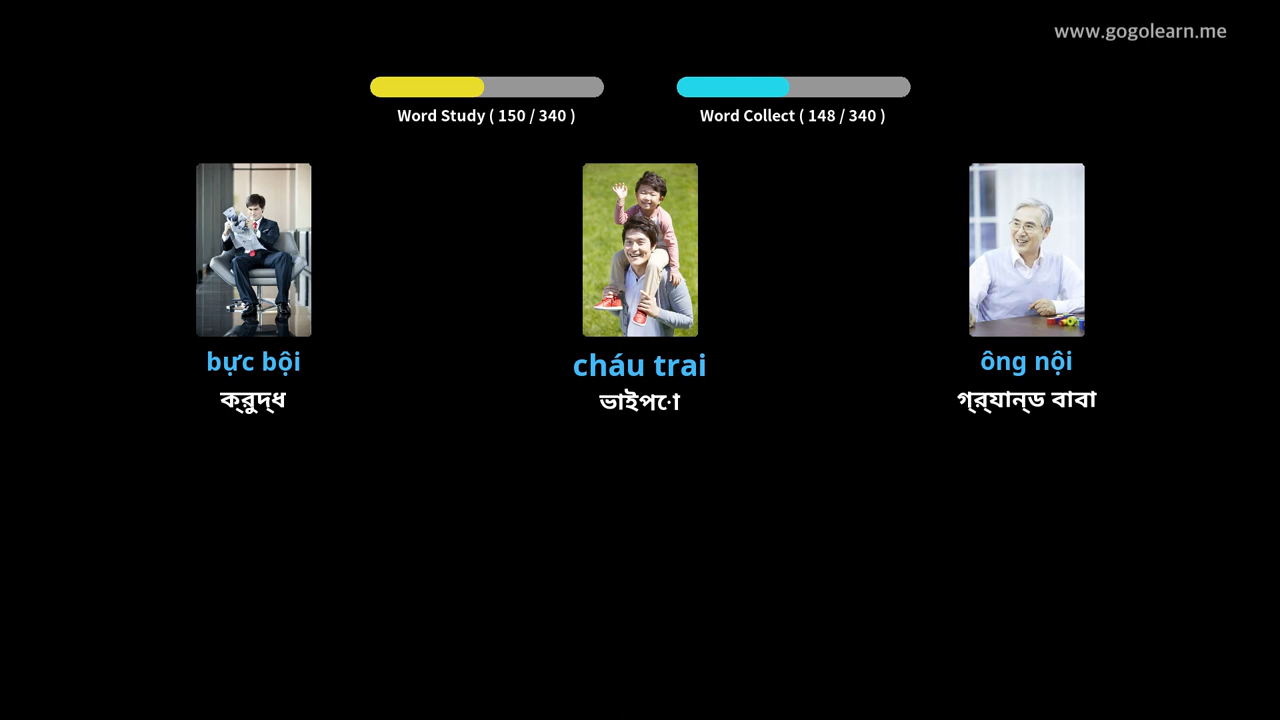 www.gogolearn.me
Word Study ( 150 / 340 )
Word Collect ( 148 / 340 )
bực bội
cháu trai
ông nội
ক্রুদ্ধ
ভাইপো
গ্র্যান্ড বাবা